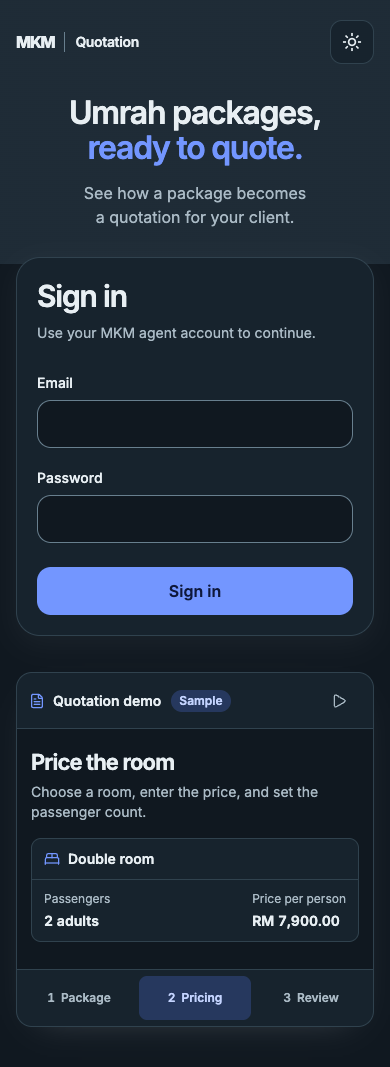 MKM | Quotation
Umrah packages,
ready to quote.
See how a package becomes
a quotation for your client.
Sign in
Use your MKM agent account to continue.
Email
Password
Sign in
Quotation demo Sample
Price the room
Choose a room, enter the price, and set the
passenger count.
Double room
Passengers Price per person
2 adults RM 7,900.00
1 Package 2 Pricing 3 Review